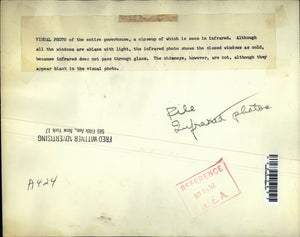 VISUAL PHOTO of the entire powerhouse, a closeup of which is seen in infrared. Although
all the windows are ablaze with light, the infrared photo shows the closed windows as cold,
because infrared does not pass through glass. The chimneys, however, are hot, although they
appear black in the visual photo.
File
Infrared photos
FRED WITTNER ADVERTISING
New York 17
A424
REFERENCE
E.A.